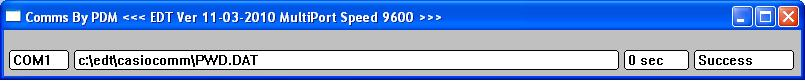 Comms By PDM <<< EDT Ver 11-03-2010 MultiPort Speed 9600 >>>
COM1 c:\edt\casiocomm\PWD.DAT 0 sec Success